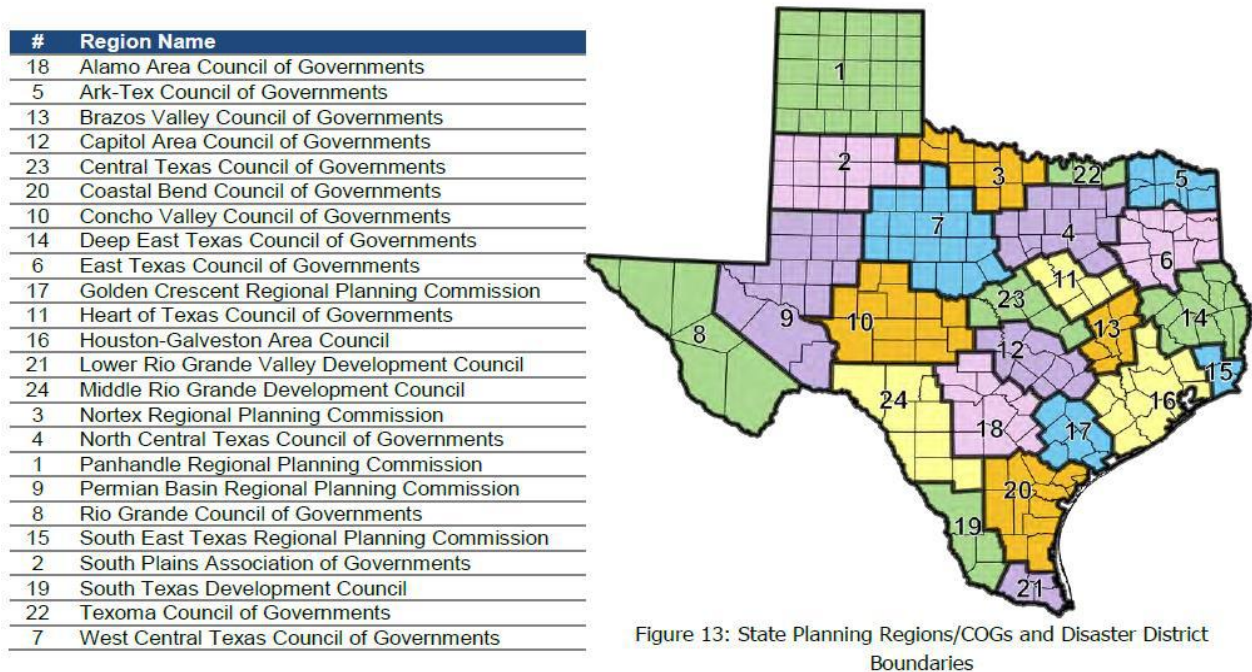 # Region Name
18 Alamo Area Council of Governments
5 Ark-Tex Council of Governments
13 Brazos Valley Council of Governments
12 Capitol Area Council of Governments
23 Central Texas Council of Governments
20 Coastal Bend Council of Governments
10 Concho Valley Council of Governments
14 Deep East Texas Council of Governments
6 East Texas Council of Governments
17 Golden Crescent Regional Planning Commission
11 Heart of Texas Council of Governments
16 Houston-Galveston Area Council
21 Lower Rio Grande Valley Development Council
24 Middle Rio Grande Development Council
3 Nortex Regional Planning Commission
4 North Central Texas Council of Governments
1 Panhandle Regional Planning Commission
9 Permian Basin Regional Planning Commission
8 Rio Grande Council of Governments
15 South East Texas Regional Planning Commission
2 South Plains Association of Governments
19 South Texas Development Council
22 Texoma Council of Governments
7 West Central Texas Council of Governments
1
2
3
22
5
7
4
6
11
23
8
9
10
13
14
12
15
24
18
16
17
20
19
21
Figure 13: State Planning Regions/COGs and Disaster District
Boundaries